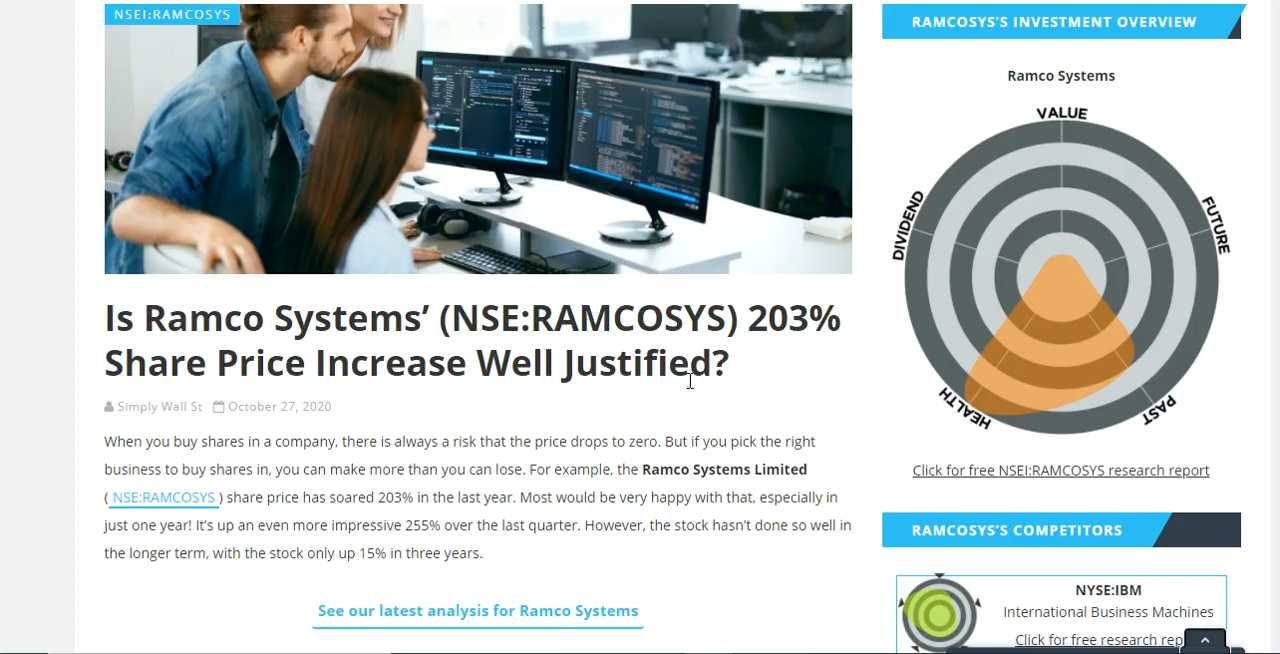 NSEI:RAMCOSYS
Is Ramco Systems’ (NSE:RAMCOSYS) 203%
Share Price Increase Well Justified?
Simply Wall St October 27, 2020
When you buy shares in a company, there is always a risk that the price drops to zero. But if you pick the right
business to buy shares in, you can make more than you can lose. For example, the Ramco Systems Limited
( NSE:RAMCOSYS ) share price has soared 203% in the last year. Most would be very happy with that, especially in
just one year! It’s up an even more impressive 255% over the last quarter. However, the stock hasn’t done so well in
the longer term, with the stock only up 15% in three years.
See our latest analysis for Ramco Systems
RAMCOSYS’S INVESTMENT OVERVIEW
Ramco Systems
VALUE
FUTURE
PAST
HEALTH
DIVIDEND
Click for free NSEI:RAMCOSYS research report
RAMCOSYS’S COMPETITORS
NYSE:IBM
International Business Machines
Click for free research rep